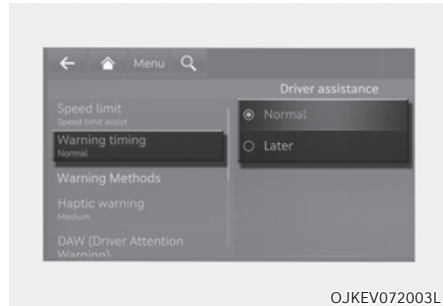 Menu
Driver assistance
Speed limit
Speed limit assist
Warning timing
Normal
Warning Methods
Haptic warning
Medium
DAW (Driver Attention
Warning)
Normal
Later
OJKEV072003L